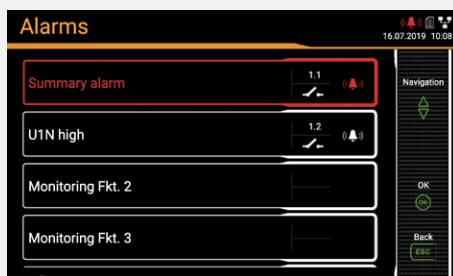 Alarms
16.07.2019 10:08
Summary alarm
1.1
Navigation
U1N high
1.2
Monitoring Fkt. 2
OK
OK
Monitoring Fkt. 3
Back
ESC